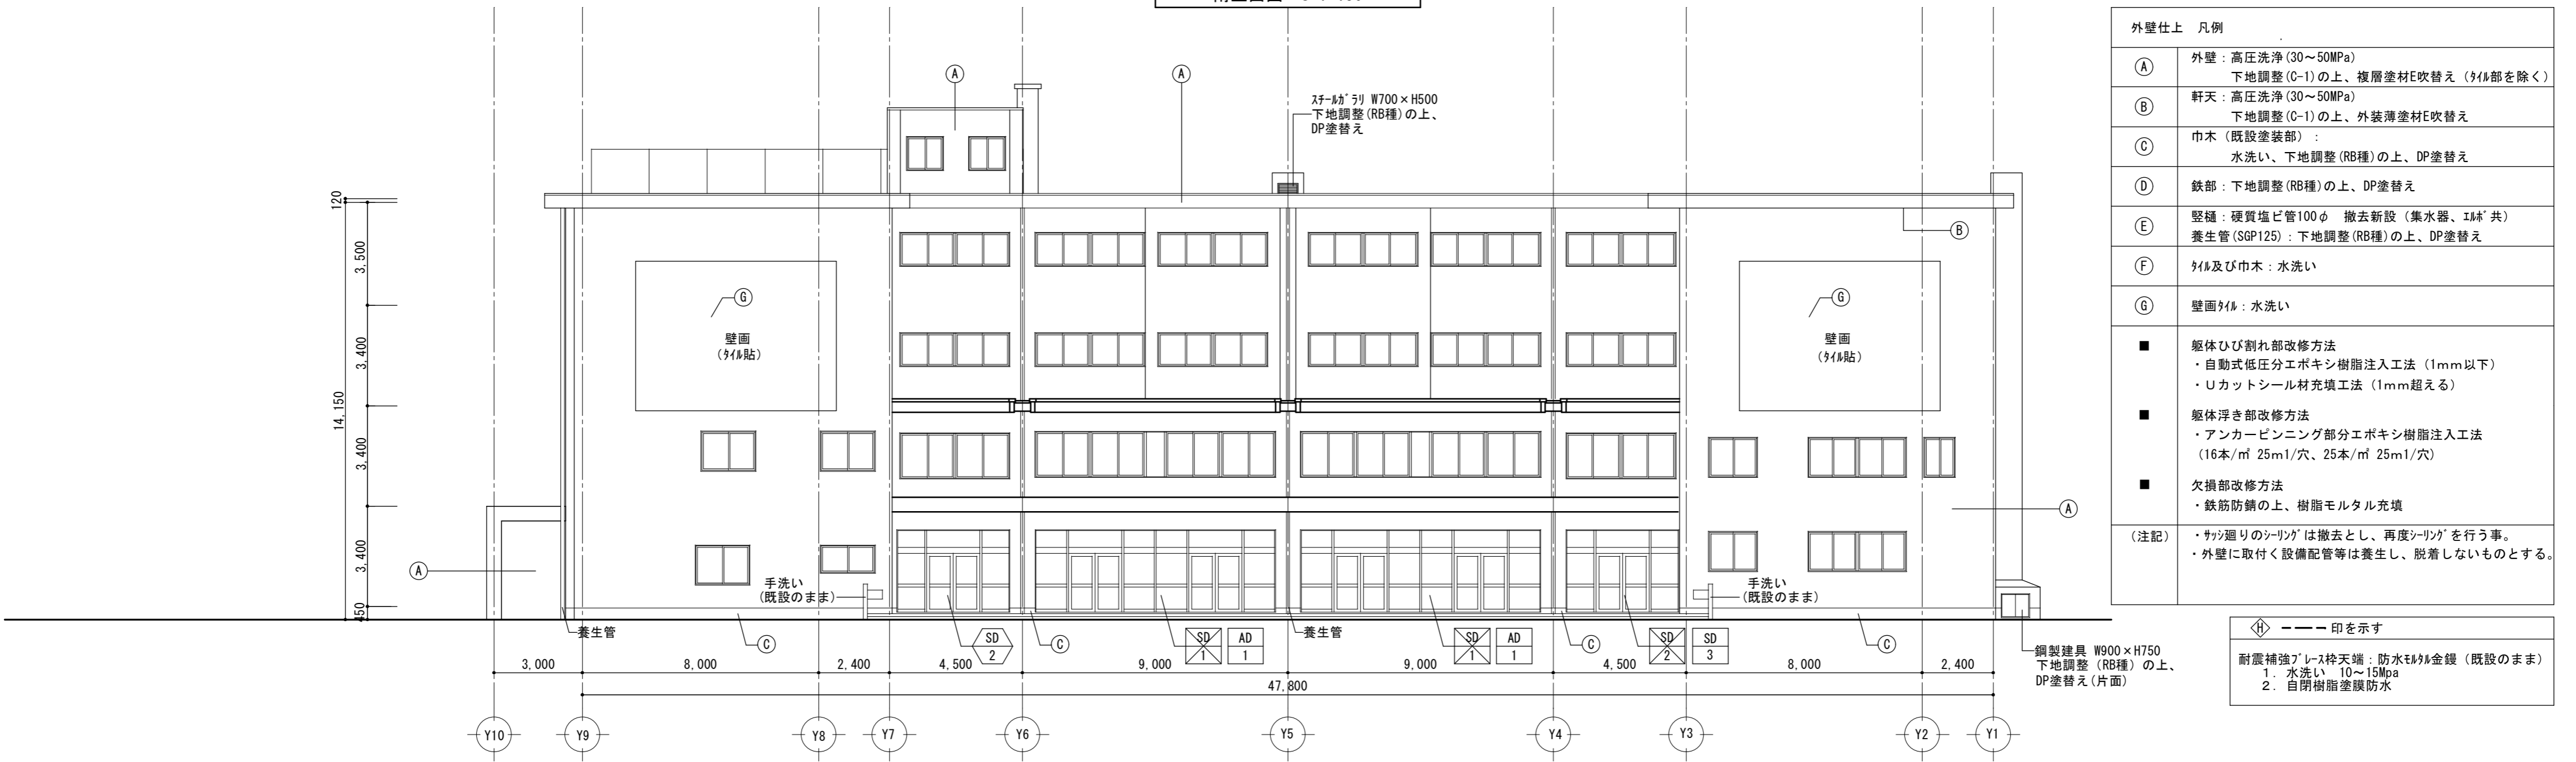 Ⓐ
Ⓐ
ｽﾁｰﾙｶﾞﾗﾘ W700×H500
下地調整(RB種)の上、
DP塗替え
120
3,500
3,400
3,400
3,400
450
14,150
Ⓑ
Ⓖ
壁画
(ﾀｲﾙ貼)
Ⓖ
壁画
(ﾀｲﾙ貼)
Ⓐ
Ⓐ
手洗い
(既設のまま)
手洗い
(既設のまま)
養生管
Ⓒ
SD
2
Ⓒ
SD
1
AD
1
養生管
SD
1
AD
1
Ⓒ
SD
2
SD
3
Ⓒ
鋼製建具 W900×H750
下地調整 (RB種) の上、
DP塗替え(片面)
3,000
8,000
2,400
4,500
9,000
9,000
4,500
8,000
2,400
47,800
Y10
Y9
Y8
Y7
Y6
Y5
Y4
Y3
Y2
Y1
外壁仕上 凡例
Ⓐ 外壁：高圧洗浄(30～50MPa)
下地調整(C-1)の上、複層塗材E吹替え (ﾀｲﾙ部を除く)
Ⓑ 軒天：高圧洗浄(30～50MPa)
下地調整(C-1)の上、外装薄塗材E吹替え
Ⓒ 巾木 (既設塗装部)：
水洗い、下地調整(RB種)の上、DP塗替え
Ⓓ 鉄部：下地調整(RB種)の上、DP塗替え
Ⓔ 竪樋：硬質塩ビ管100φ 撤去新設 (集水器、ｴﾙﾎﾞ共)
養生管(SGP125)：下地調整(RB種)の上、DP塗替え
Ⓕ ﾀｲﾙ及び巾木：水洗い
Ⓖ 壁画ﾀｲﾙ：水洗い
■ 躯体ひび割れ部改修方法
・自動式低圧分エポキシ樹脂注入工法 (1mm以下)
・Uカットシール材充填工法 (1mm超える)
■ 躯体浮き部改修方法
・アンカーピンニング部分エポキシ樹脂注入工法
(16本/㎡ 25m1/穴、25本/㎡ 25m1/穴)
■ 欠損部改修方法
・鉄筋防錆の上、樹脂モルタル充填
(注記) ・ｻｯｼ廻りのｼｰﾘﾝｸﾞは撤去とし、再度ｼｰﾘﾝｸﾞを行う事。
・外壁に取付く設備配管等は養生し、脱着しないものとする。
H ーーー印を示す
耐震補強ﾌﾞﾚｰｽ枠天端：防水ﾓﾙﾀﾙ金鏝 (既設のまま)
1. 水洗い 10～15Mpa
2. 自閉樹脂塗膜防水